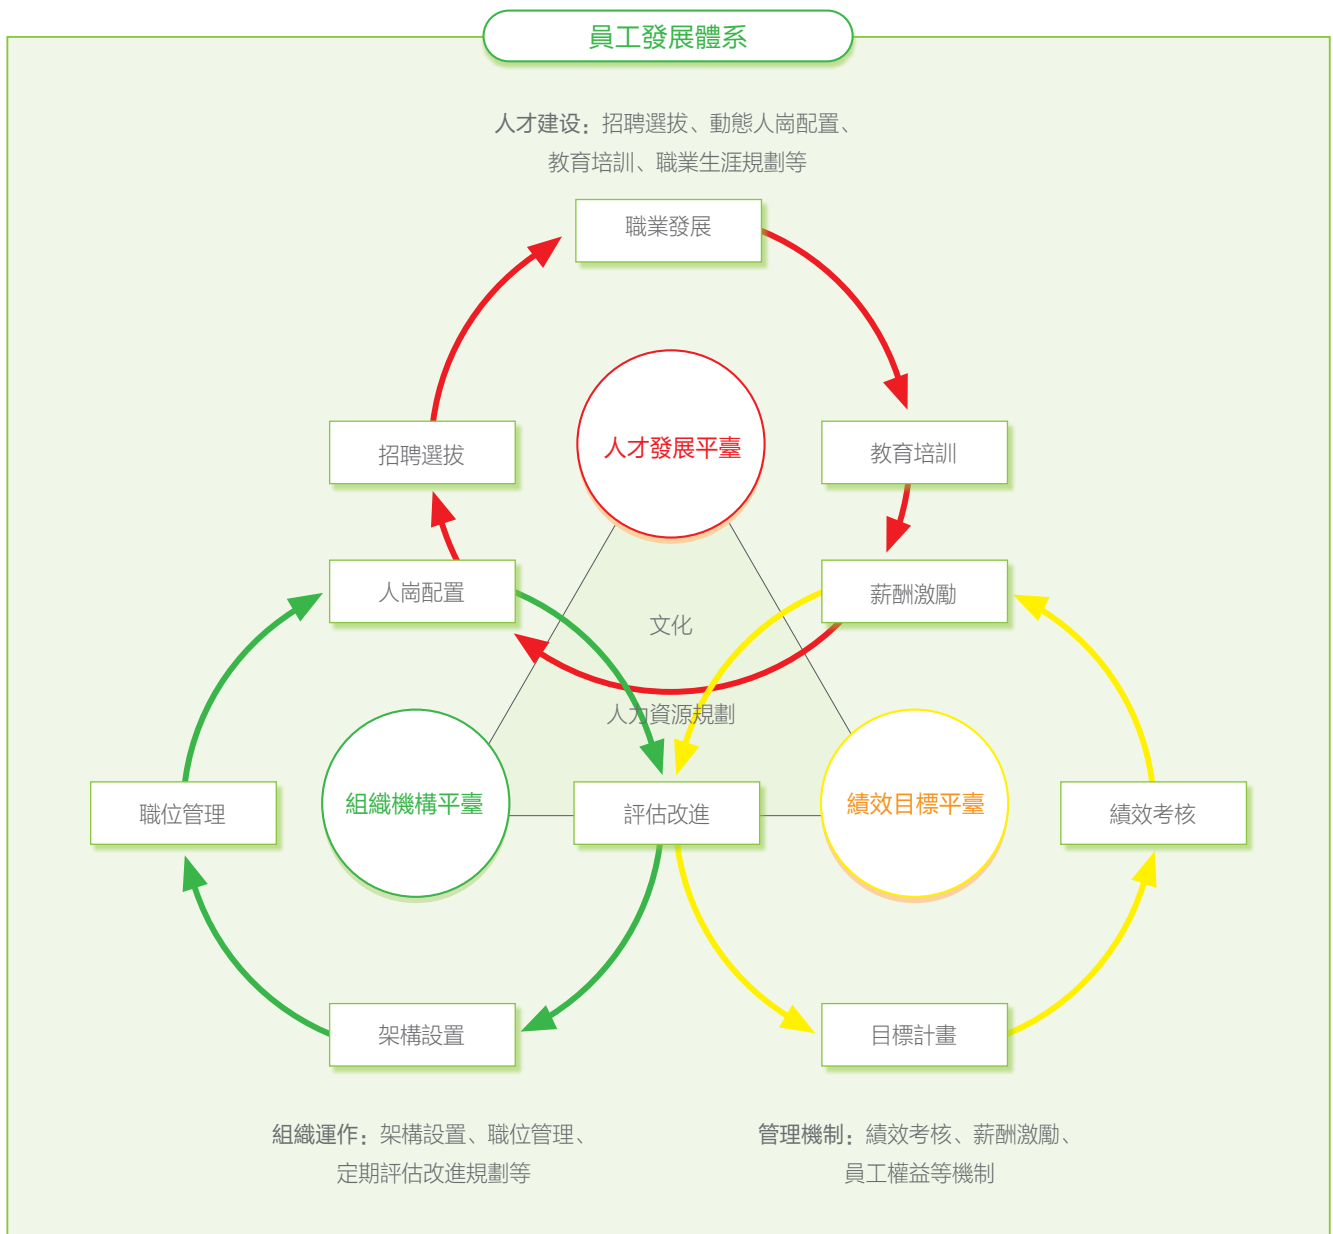 員工發展體系
人才建设：招聘選拔、動態人崗配置、
教育培訓、職業生涯規劃等
職業發展
招聘選拔
人才發展平臺
教育培訓
人崗配置
薪酬激勵
文化
人力資源規劃
職位管理
組織機構平臺
評估改進
績效目標平臺
績效考核
架構設置
目標計畫
組織運作：架構設置、職位管理、
定期評估改進規劃等
管理機制：績效考核、薪酬激勵、
員工權益等機制